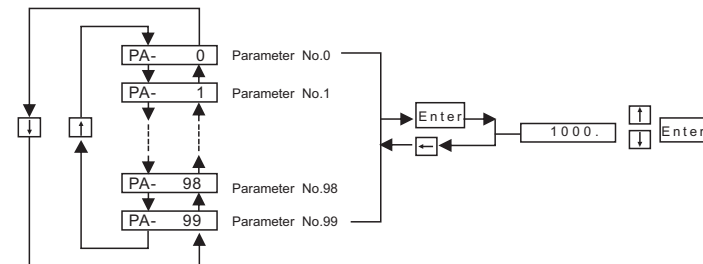 PA- 0 Parameter No.0
PA- 1 Parameter No.1
Enter
1000.
Enter
PA- 98 Parameter No.98
PA- 99 Parameter No.99